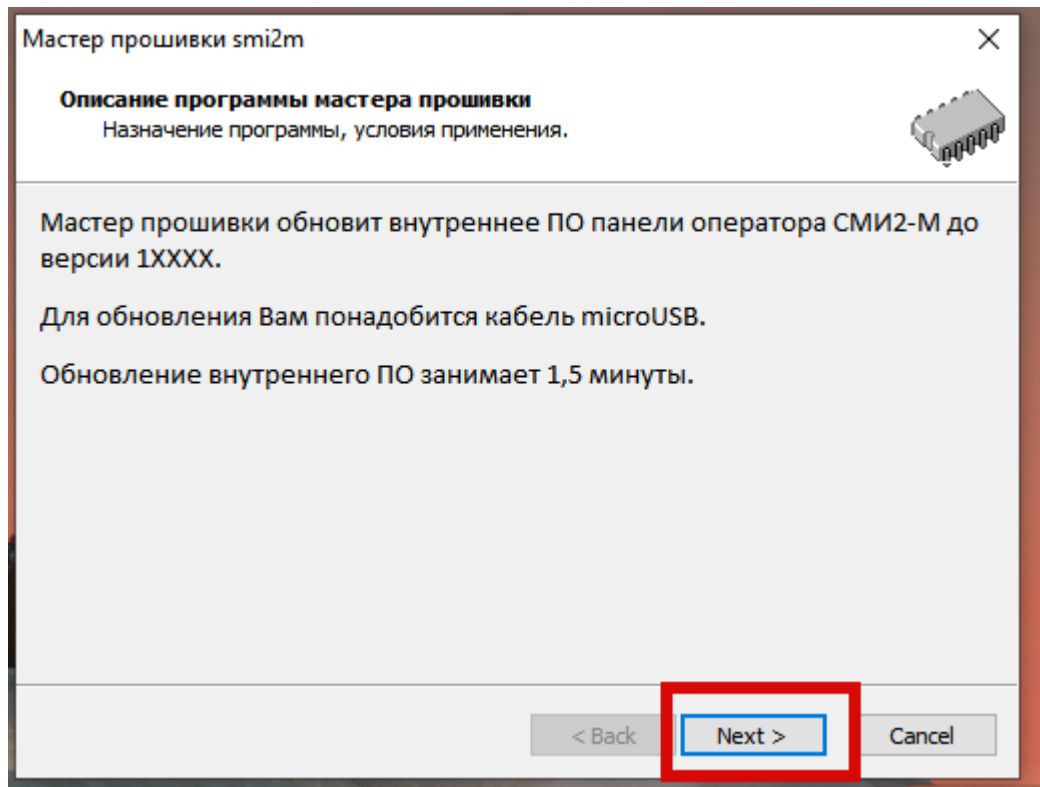 Мастер прошивки smi2m
Описание программы мастера прошивки
Назначение программы, условия применения.
Мастер прошивки обновит внутреннее ПО панели оператора СМИ2-М до
версии 1XXXX.
Для обновления Вам понадобится кабель microUSB.
Обновление внутреннего ПО занимает 1,5 минуты.
< Back Next > Cancel